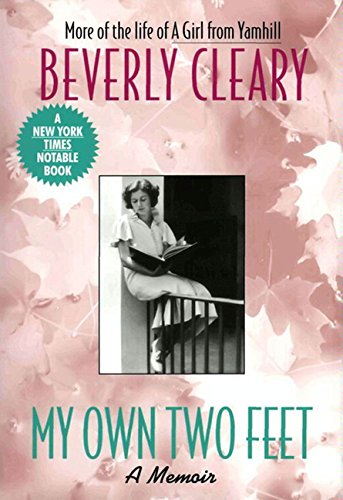 More of the life of A Girl from Yamhill
BEVERLY CLEARY
A
NEW YORK
TIMES
NOTABLE
BOOK
MY OWN TWO FEET
A Memoir